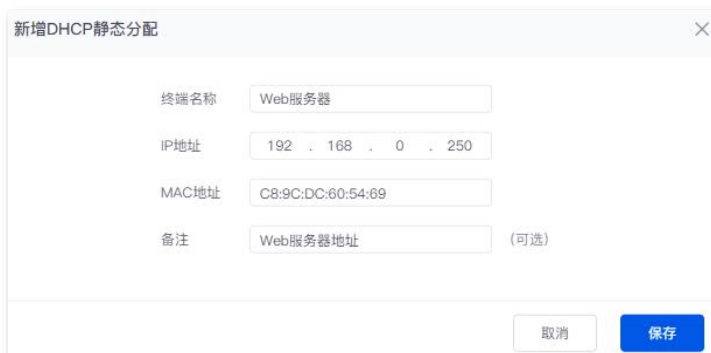 新增DHCP静态分配
终端名称 Web服务器
IP地址 192 . 168 . 0 . 250
MAC地址 C8:9C:DC:60:54:69
备注 Web服务器地址 (可选)
取消 保存